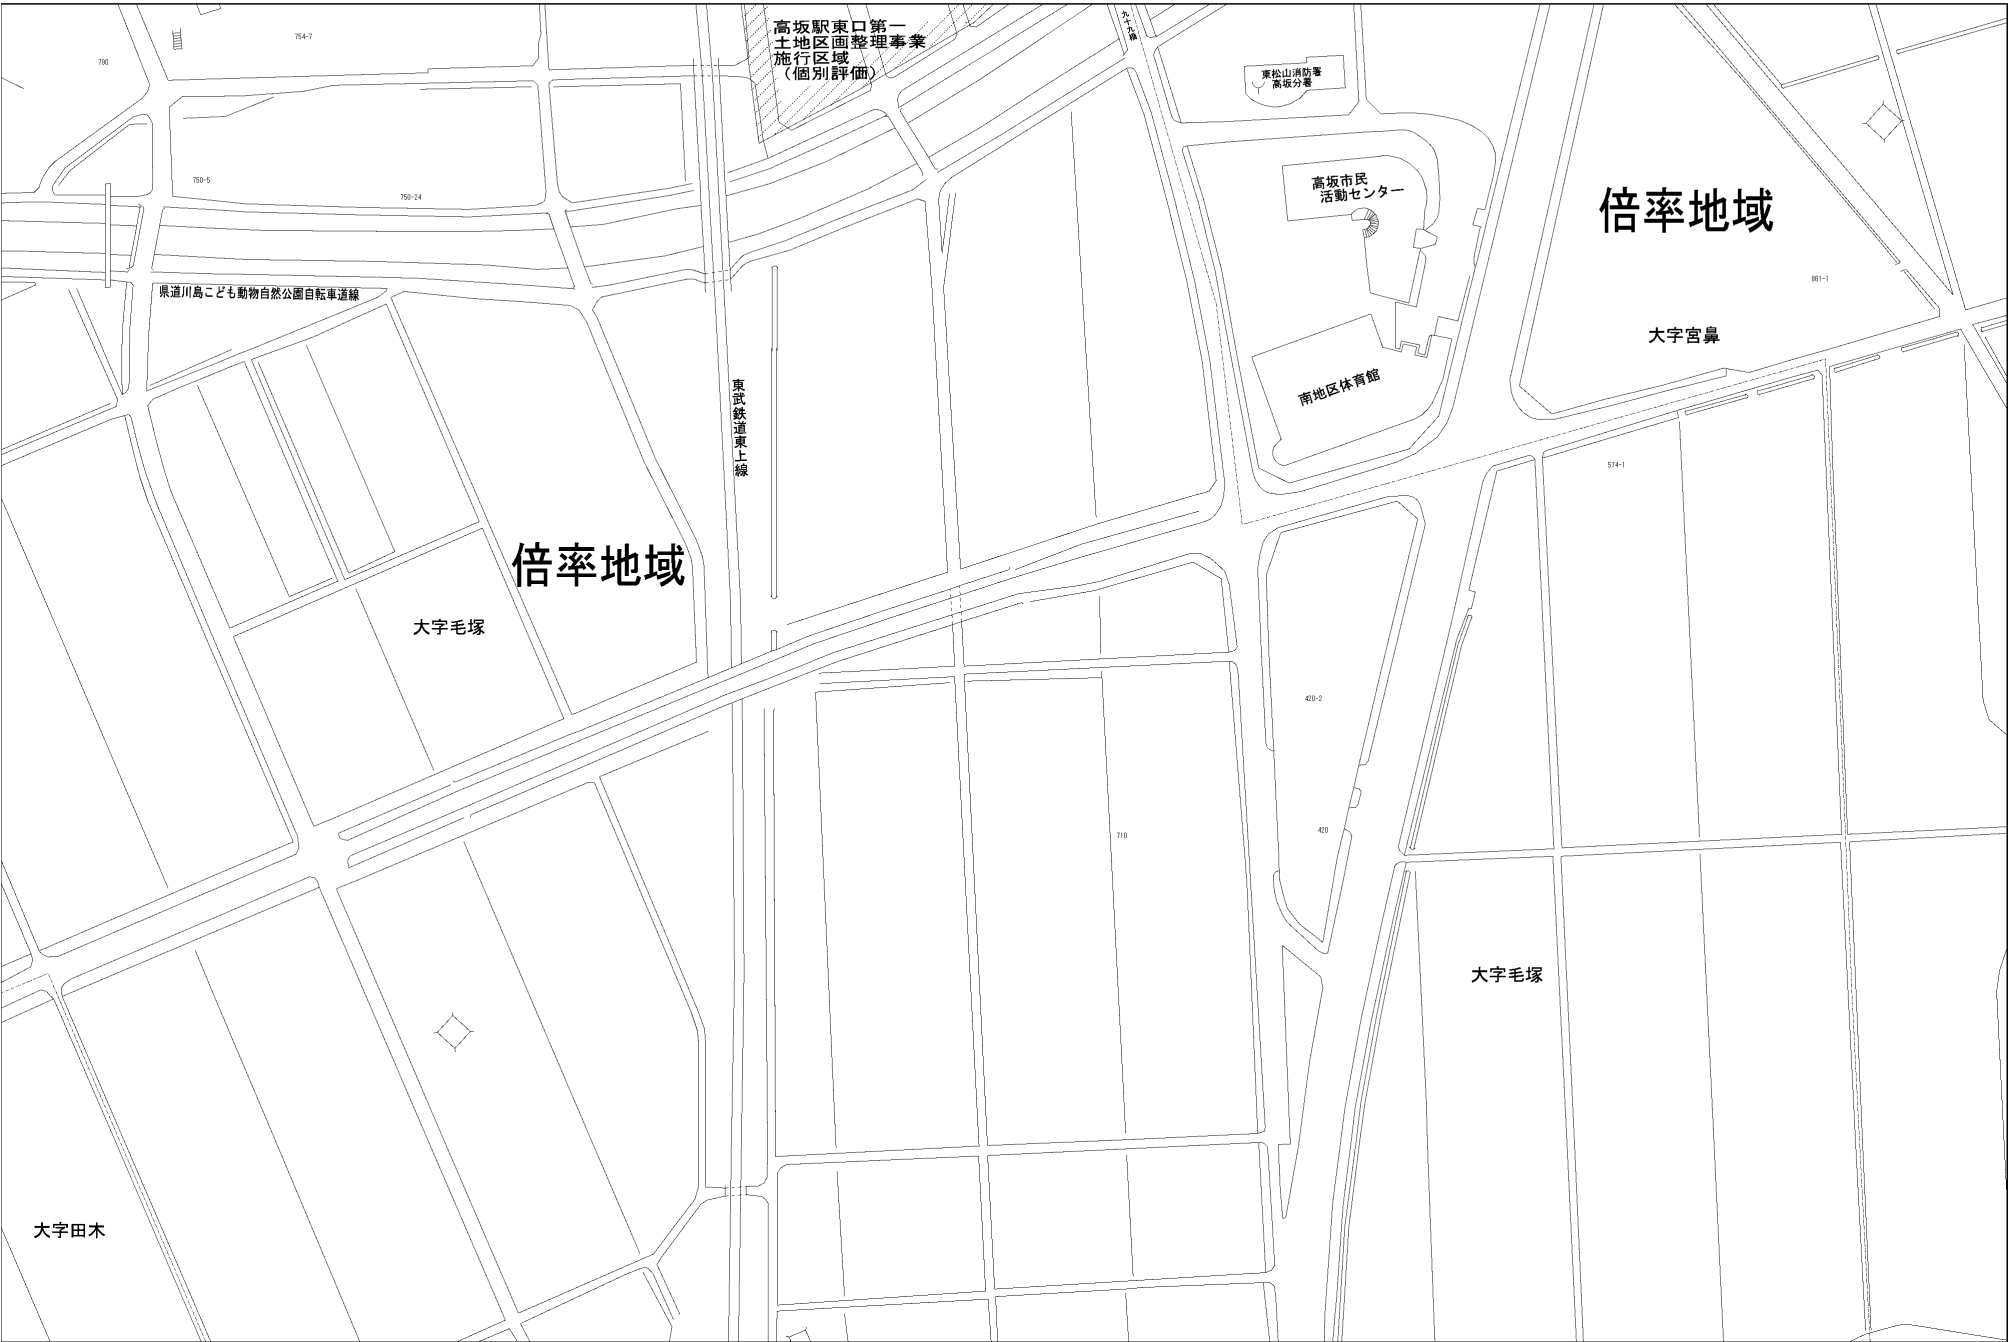 高坂駅東口第一
土地区画整理事業
施行区域
（個別評価）
九十九橋
754-7
790
東松山消防署
高坂分署
750-5
750-24
高坂市民
活動センター
倍率地域
861-1
県道川島こども動物自然公園自転車道線
大字宮鼻
南地区体育館
東武鉄道東上線
574-1
倍率地域
大字毛塚
420-2
420
710
大字毛塚
大字田木